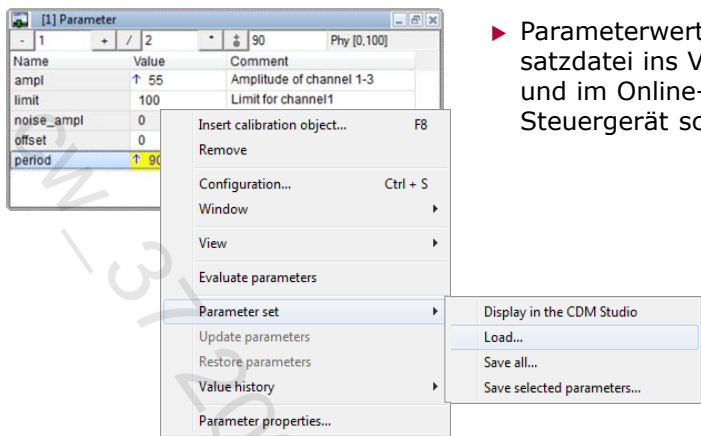 [1] Parameter
- 1 + / 2 * ÷ 90 Phy [0,100]
Name Value Comment
ampl ↑ 55 Amplitude of channel 1-3
limit 100 Limit for channel1
noise_ampl 0
offset 0
period ↑ 90
Insert calibration object... F8
Remove
Configuration... Ctrl + S
Window
View
Evaluate parameters
Parameter set
Update parameters
Restore parameters
Value history
Parameter properties...
Display in the CDM Studio
Load...
Save all...
Save selected parameters...
▶ Parameterwert
satzdatei ins V
und im Online-
Steuergerät sc